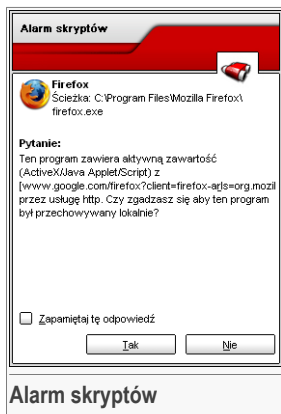 Alarm skryptów
Firefox
Scieżka: C:\Program Files\Mozilla Firefox\
firefox.exe
Pytanie:
Ten program zawiera aktywną zawartość
(ActiveX/Java Applet/Script) z
[www.google.com/firefox?client=firefox-a&rls=org.mozil
przez usługę http. Czy zgadzasz się aby ten program
był przechowywany lokalnie?
Zapamiętaj tę odpowiedź
Tak
Nie
Alarm skryptów